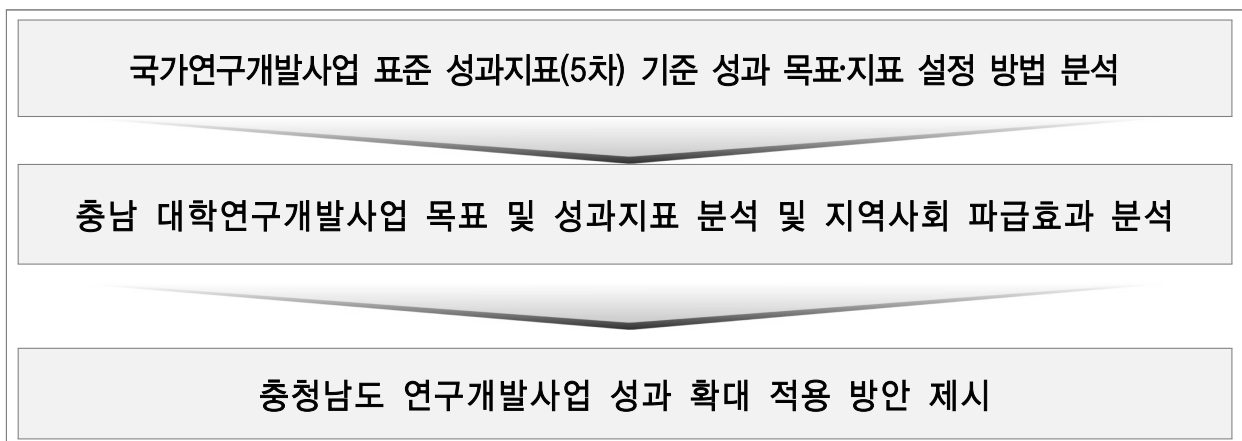 국가연구개발사업 표준 성과지표(5차) 기준 성과 목표·지표 설정 방법 분석
충남 대학연구개발사업 목표 및 성과지표 분석 및 지역사회 파급효과 분석
충청남도 연구개발사업 성과 확대 적용 방안 제시